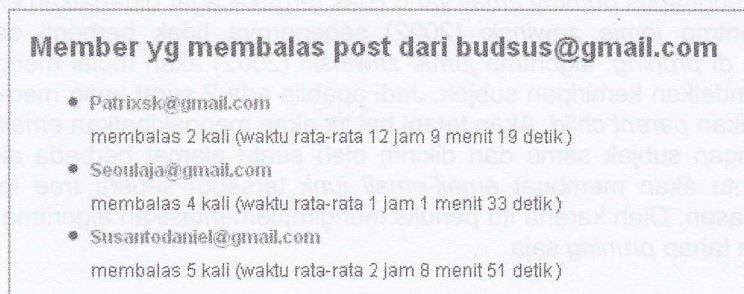 Member yg membalas post dari budsus@gmail.com
• Patrixsk@gmail.com
membalas 2 kali (waktu rata-rata 12 jam 9 menit 19 detik )
• Seoulaja@gmail.com
membalas 4 kali (waktu rata-rata 1 jam 1 menit 33 detik )
• Susantodaniel@gmail.com
membalas 5 kali (waktu rata-rata 2 jam 8 menit 51 detik )